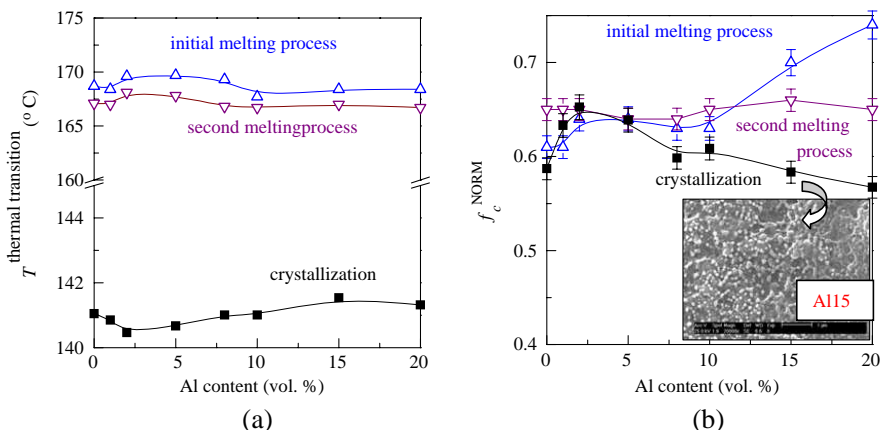 175
170
165
160
142
141
140
T thermal transition (º C)
initial melting process
second meltingprocess
crystallization
0 5 10 15 20
Al content (vol. %)
(a)
0.7
0.6
0.5
0.4
f c NORM
initial melting process
second melting
process
crystallization
Al15
0 5 10 15 20
Al content (vol. %)
(b)